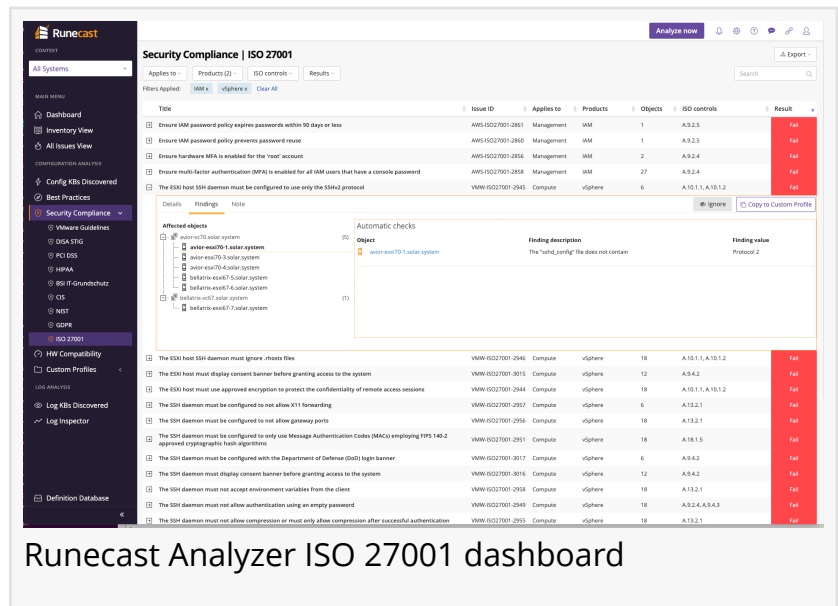 Runecast
Analyze now
CONTEXT
All Systems
Security Compliance | ISO 27001
Export
Applies to
Products (2)
ISO controls
Results
Search
Filters Applied: IAM x vSphere x Clear All
MAIN MENU
Dashboard
Inventory View
All Issues View
CONFIGURATION ANALYSIS
Config KBs Discovered
Best Practices
Security Compliance
VMware Guidelines
DISA STIG
PCI DSS
HIPAA
BSI IT-Grundschutz
CIS
NIST
GDPR
ISO 27001
HW Compatibility
Custom Profiles
LOG ANALYSIS
Log KBs Discovered
Log Inspector
Definition Database
Title Issue ID Applies to Products Objects ISO controls Result
Ensure IAM password policy expires passwords within 90 days or less AWS-ISO27001-2861 Management IAM 1 A.9.2.5 Fail
Ensure IAM password policy prevents password reuse AWS-ISO27001-2860 Management IAM 1 A.9.2.5 Fail
Ensure hardware MFA is enabled for the 'root' account AWS-ISO27001-2856 Management IAM 2 A.9.2.4 Fail
Ensure multi-factor authentication (MFA) is enabled for all IAM users that have a console password AWS-ISO27001-2858 Management IAM 27 A.9.2.4 Fail
The ESXi host SSH daemon must be configured to use only the SSHv2 protocol VMW-ISO27001-2945 Compute vSphere 6 A.10.1.1, A.10.1.2 Fail
Details Findings Note
Ignore
Copy to Custom Profile
Affected objects
avior-vc70.solar.system (5)
avior-esxi70-1.solar.system
avior-esxi70-3.solar.system
avior-esxi70-4.solar.system
bellatrix-esxi67-5.solar.system
bellatrix-esxi67-6.solar.system
bellatrix-vc67.solar.system (1)
bellatrix-esxi67-7.solar.system
Automatic checks
Object Finding description Finding value
avior-esxi70-1.solar.system The "sshd_config" file does not contain Protocol 2
The ESXi host SSH daemon must ignore .rhosts files VMW-ISO27001-2946 Compute vSphere 18 A.10.1.1, A.10.1.2 Fail
The ESXi host must display consent banner before granting access to the system VMW-ISO27001-3015 Compute vSphere 12 A.9.4.2 Fail
The ESXi host must use approved encryption to protect the confidentiality of remote access sessions VMW-ISO27001-2944 Compute vSphere 18 A.10.1.1, A.10.1.2 Fail
The SSH daemon must be configured to not allow X11 forwarding VMW-ISO27001-2957 Compute vSphere 6 A.13.2.1 Fail
The SSH daemon must be configured to not allow gateway ports VMW-ISO27001-2956 Compute vSphere 18 A.13.2.1 Fail
The SSH daemon must be configured to only use Message Authentication Codes (MACs) employing FIPS 140-2
approved cryptographic hash algorithms VMW-ISO27001-2951 Compute vSphere 18 A.18.1.5 Fail
The SSH daemon must be configured with the Department of Defense (DoD) login banner VMW-ISO27001-3017 Compute vSphere 6 A.9.4.2 Fail
The SSH daemon must display consent banner before granting access to the system VMW-ISO27001-3016 Compute vSphere 12 A.9.4.2 Fail
The SSH daemon must not accept environment variables from the client VMW-ISO27001-2958 Compute vSphere 18 A.13.2.1 Fail
The SSH daemon must not allow authentication using an empty password VMW-ISO27001-2949 Compute vSphere 18 A.9.2.4, A.9.4.3 Fail
The SSH daemon must not allow compression or must only allow compression after successful authentication VMW-ISO27001-2955 Compute vSphere 18 A.13.2.1 Fail
Runecast Analyzer ISO 27001 dashboard